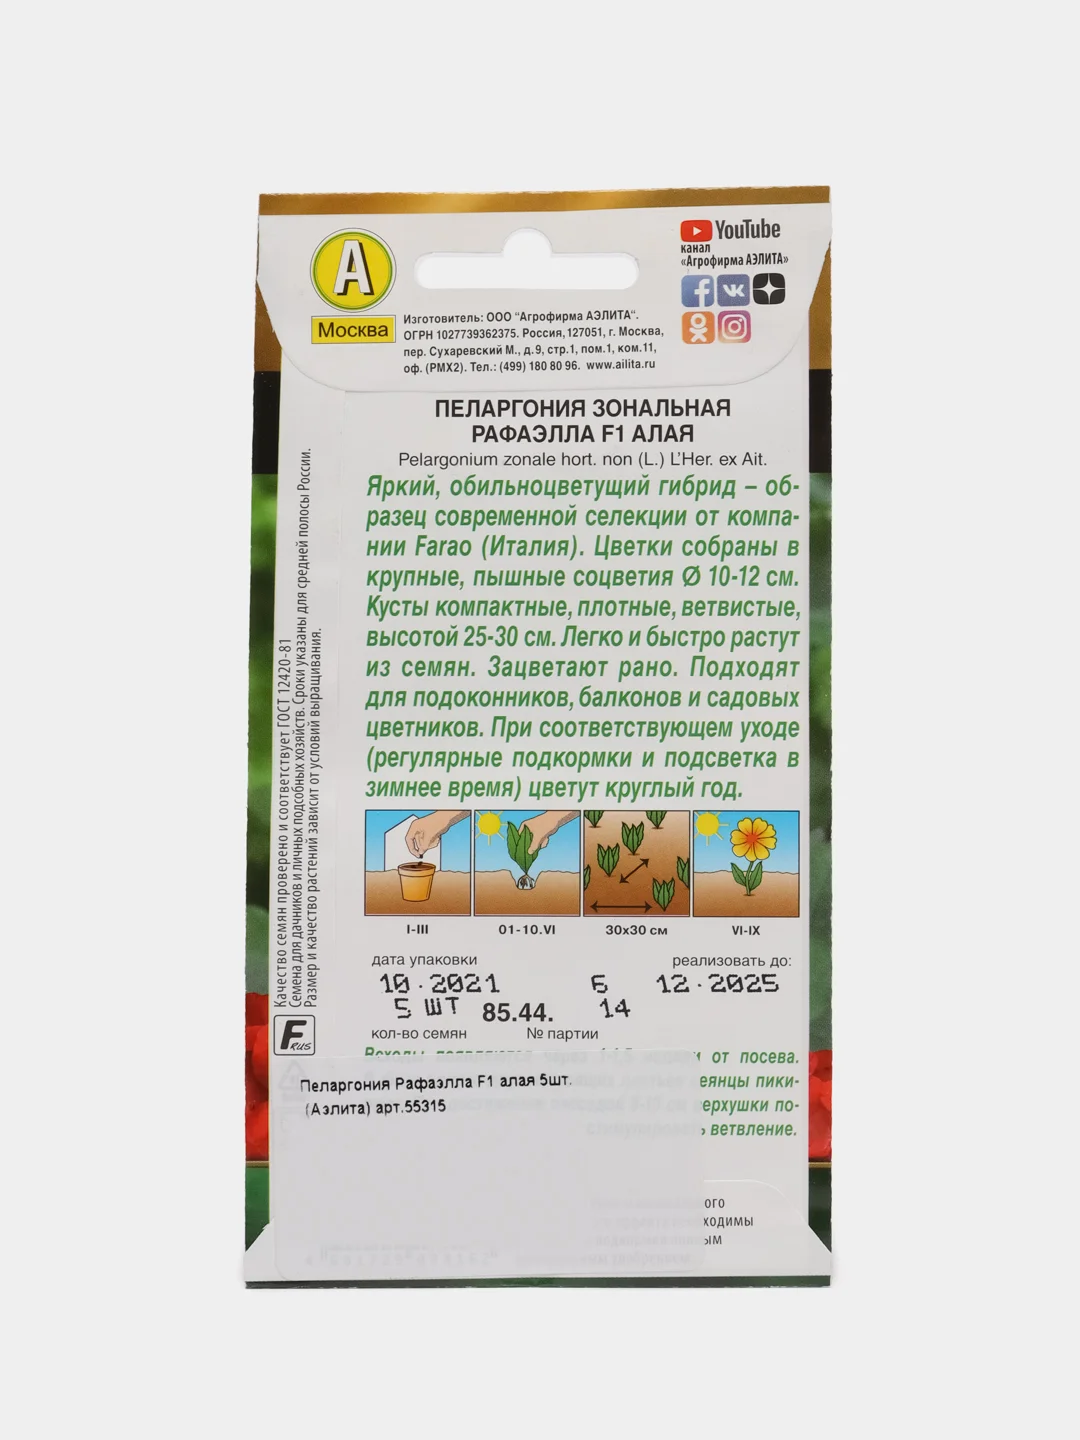 А
Москва
YouTube
канал
«Агрофирма АЭЛИТА»
Изготовитель: ООО "Агрофирма АЭЛИТА".
ОГРН 1027739362375. Россия, 127051, г. Москва,
пер. Сухаревский М., д.9, стр.1, пом.1, ком.11,
оф. (РМХ2). Тел.: (499) 180 80 96. www.ailita.ru
ПЕЛАРГОНИЯ ЗОНАЛЬНАЯ
РАФАЭЛЛА F1 АЛАЯ
Pelargonium zonale hort. non (L.) L'Her. ex Ait.
Яркий, обильноцветущий гибрид – об-
разец современной селекции от компа-
нии Farao (Италия). Цветки собраны в
крупные, пышные соцветия Ø 10-12 см.
Кусты компактные, плотные, ветвистые,
высотой 25-30 см. Легко и быстро растут
из семян. Зацветают рано. Подходят
для подоконников, балконов и садовых
цветников. При соответствующем уходе
(регулярные подкормки и подсветка в
зимнее время) цветут круглый год.
I-III
01-10.VI
30х30 см
VI-IX
дата упаковки
реализовать до:
10.2021 6 12.2025
5 ШТ 85.44. 14
кол-во семян
№ партии
от посева.
еянцы пики-
ерхушки по-
ветвление.
ого
ходимы
ым
Пеларгония Рафаэлла F1 алая 5шт.
(Аэлита) арт.55315
Качество семян проверено и соответствует ГОСТ 12420-81
Семена для дачников и личных подсобных хозяйств. Сроки указаны для средней полосы России.
Размер и качество растений зависит от условий выращивания.
F RUS